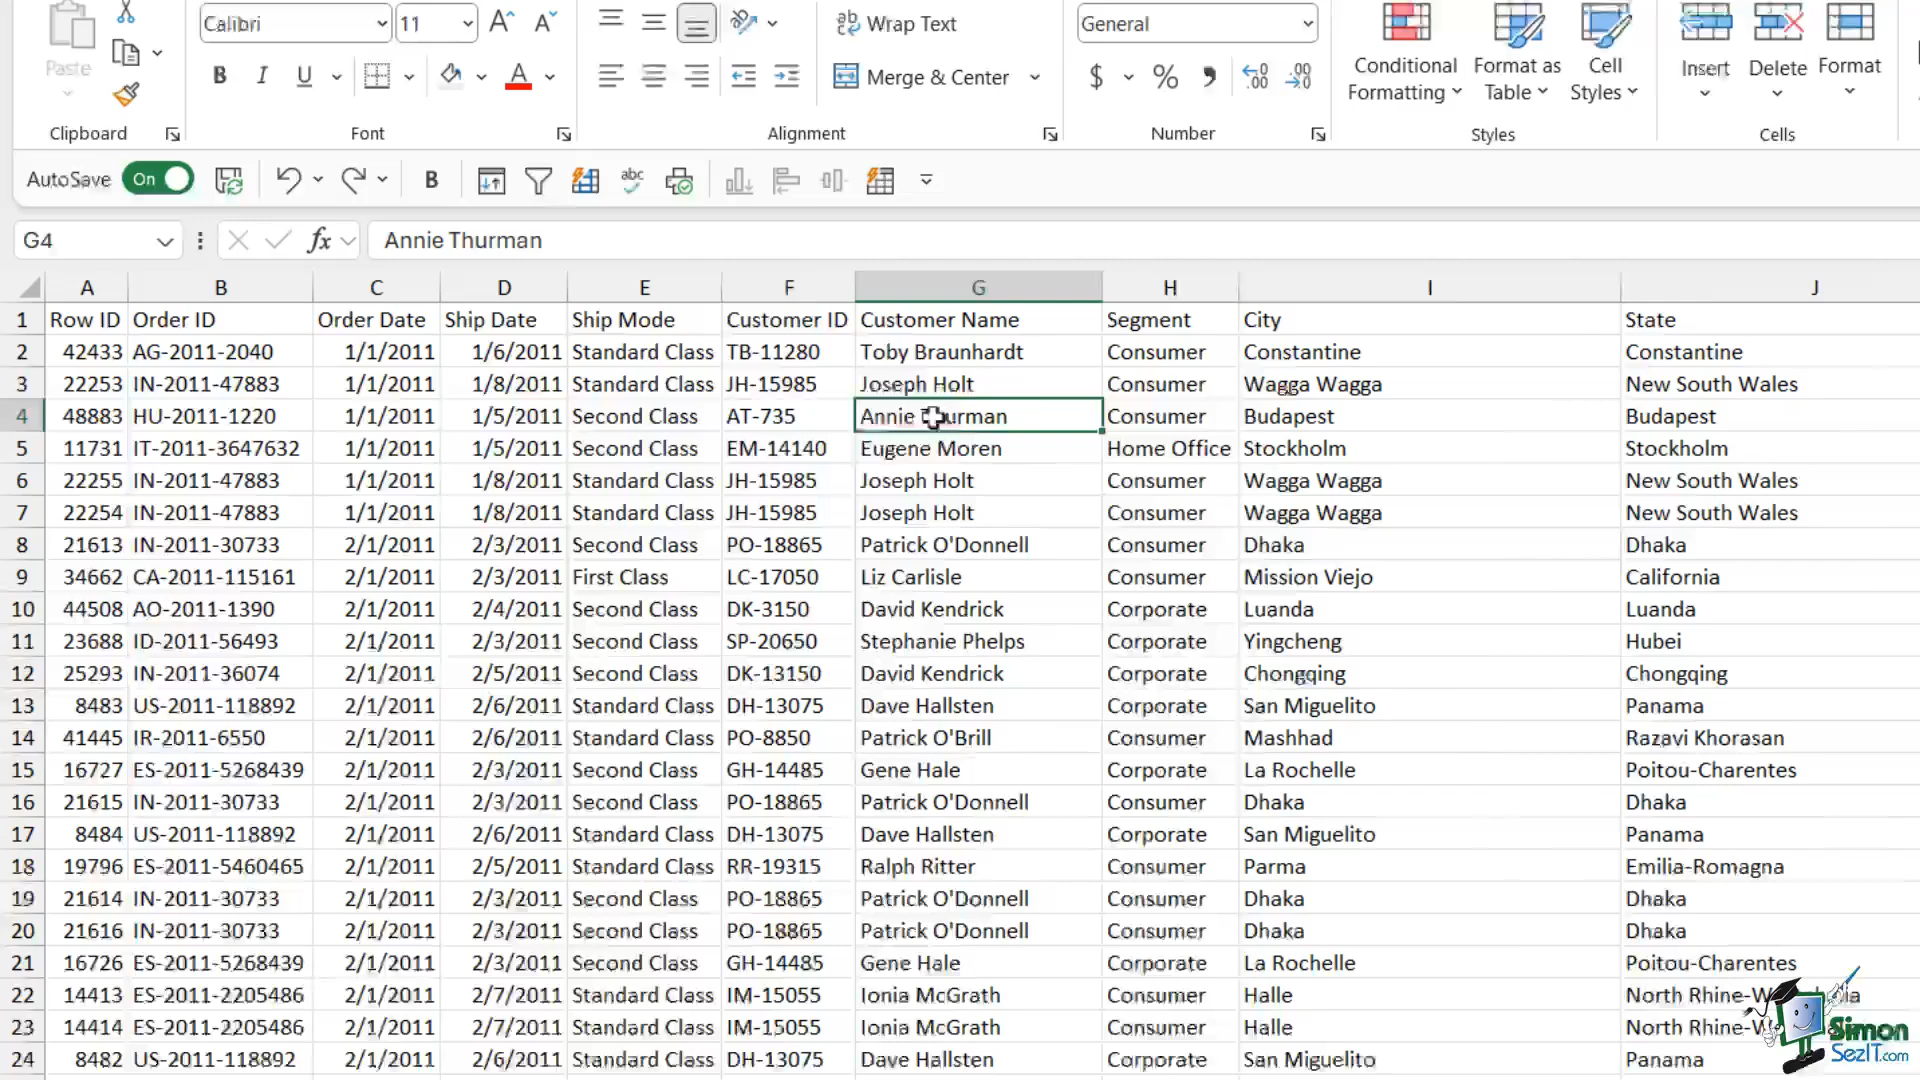 Calibri 11 Wrap Text General
Paste B I U A Merge & Center $ % Conditional Formatting Format as Table Cell Styles Insert Delete Format
Clipboard Font Alignment Number Styles Cells
AutoSave On B abc
G4 fx Annie Thurman
A B C D E F G H I J
1 Row ID Order ID Order Date Ship Date Ship Mode Customer ID Customer Name Segment City State
2 42433 AG-2011-2040 1/1/2011 1/6/2011 Standard Class TB-11280 Toby Braunhardt Consumer Constantine Constantine
3 22253 IN-2011-47883 1/1/2011 1/8/2011 Standard Class JH-15985 Joseph Holt Consumer Wagga Wagga New South Wales
4 48883 HU-2011-1220 1/1/2011 1/5/2011 Second Class AT-735 Annie Thurman Consumer Budapest Budapest
5 11731 IT-2011-3647632 1/1/2011 1/5/2011 Second Class EM-14140 Eugene Moren Home Office Stockholm Stockholm
6 22255 IN-2011-47883 1/1/2011 1/8/2011 Standard Class JH-15985 Joseph Holt Consumer Wagga Wagga New South Wales
7 22254 IN-2011-47883 1/1/2011 1/8/2011 Standard Class JH-15985 Joseph Holt Consumer Wagga Wagga New South Wales
8 21613 IN-2011-30733 2/1/2011 2/3/2011 Second Class PO-18865 Patrick O'Donnell Consumer Dhaka Dhaka
9 34662 CA-2011-115161 2/1/2011 2/3/2011 First Class LC-17050 Liz Carlisle Consumer Mission Viejo California
10 44508 AO-2011-1390 2/1/2011 2/4/2011 Second Class DK-3150 David Kendrick Corporate Luanda Luanda
11 23688 ID-2011-56493 2/1/2011 2/3/2011 Second Class SP-20650 Stephanie Phelps Corporate Yingcheng Hubei
12 25293 IN-2011-36074 2/1/2011 2/5/2011 Second Class DK-13150 David Kendrick Corporate Chongqing Chongqing
13 8483 US-2011-118892 2/1/2011 2/6/2011 Standard Class DH-13075 Dave Hallsten Corporate San Miguelito Panama
14 41445 IR-2011-6550 2/1/2011 2/6/2011 Standard Class PO-8850 Patrick O'Brill Consumer Mashhad Razavi Khorasan
15 16727 ES-2011-5268439 2/1/2011 2/3/2011 Second Class GH-14485 Gene Hale Corporate La Rochelle Poitou-Charentes
16 21615 IN-2011-30733 2/1/2011 2/3/2011 Second Class PO-18865 Patrick O'Donnell Consumer Dhaka Dhaka
17 8484 US-2011-118892 2/1/2011 2/6/2011 Standard Class DH-13075 Dave Hallsten Corporate San Miguelito Panama
18 19796 ES-2011-5460465 2/1/2011 2/5/2011 Standard Class RR-19315 Ralph Ritter Consumer Parma Emilia-Romagna
19 21614 IN-2011-30733 2/1/2011 2/3/2011 Second Class PO-18865 Patrick O'Donnell Consumer Dhaka Dhaka
20 21616 IN-2011-30733 2/1/2011 2/3/2011 Second Class PO-18865 Patrick O'Donnell Consumer Dhaka Dhaka
21 16726 ES-2011-5268439 2/1/2011 2/3/2011 Second Class GH-14485 Gene Hale Corporate La Rochelle Poitou-Charentes
22 14413 ES-2011-2205486 2/1/2011 2/7/2011 Standard Class IM-15055 Ionia McGrath Consumer Halle North
23 14414 ES-2011-2205486 2/1/2011 2/7/2011 Standard Class IM-15055 Ionia McGrath Consumer Halle North
24 8482 US-2011-118892 2/1/2011 2/6/2011 Standard Class DH-13075 Dave Hallsten Corporate San Miguelito Panama
Simon
SezIT.com